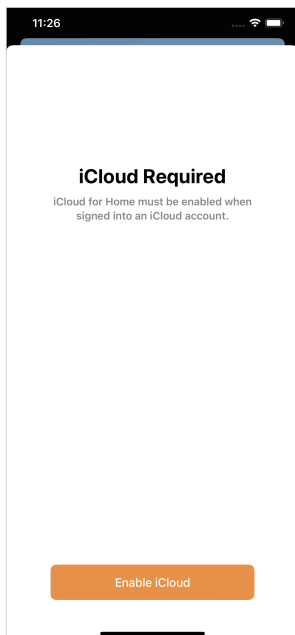 11:26
iCloud Required
iCloud for Home must be enabled when
signed into an iCloud account.
Enable iCloud